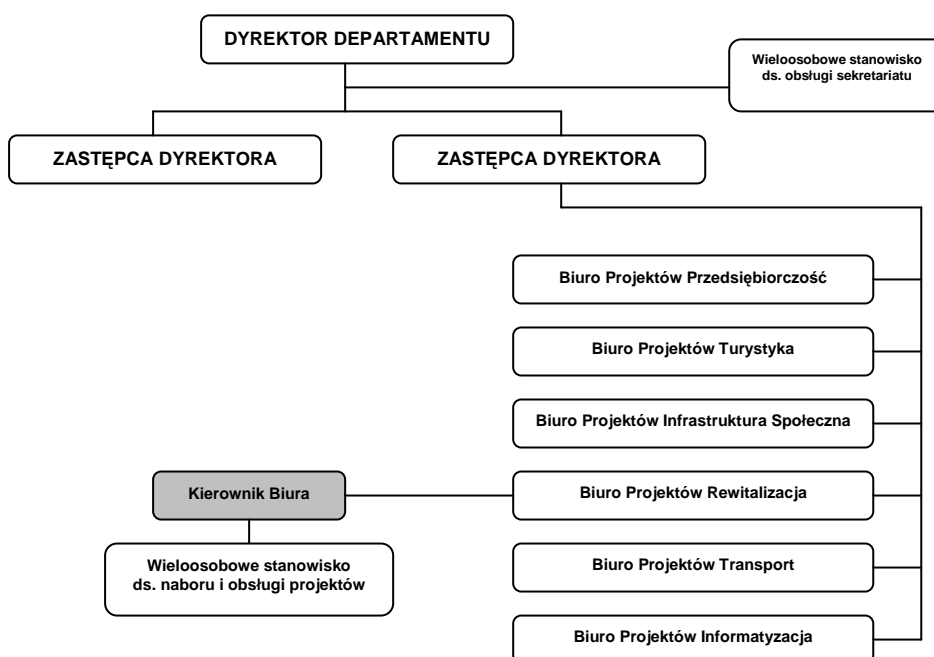 DYREKTOR DEPARTAMENTU
Wieloosobowe stanowisko
ds. obsługi sekretariatu
ZASTĘPCA DYREKTORA
ZASTĘPCA DYREKTORA
Biuro Projektów Przedsiębiorczość
Biuro Projektów Turystyka
Biuro Projektów Infrastruktura Społeczna
Kierownik Biura
Biuro Projektów Rewitalizacja
Wieloosobowe stanowisko
ds. naboru i obsługi projektów
Biuro Projektów Transport
Biuro Projektów Informatyzacja